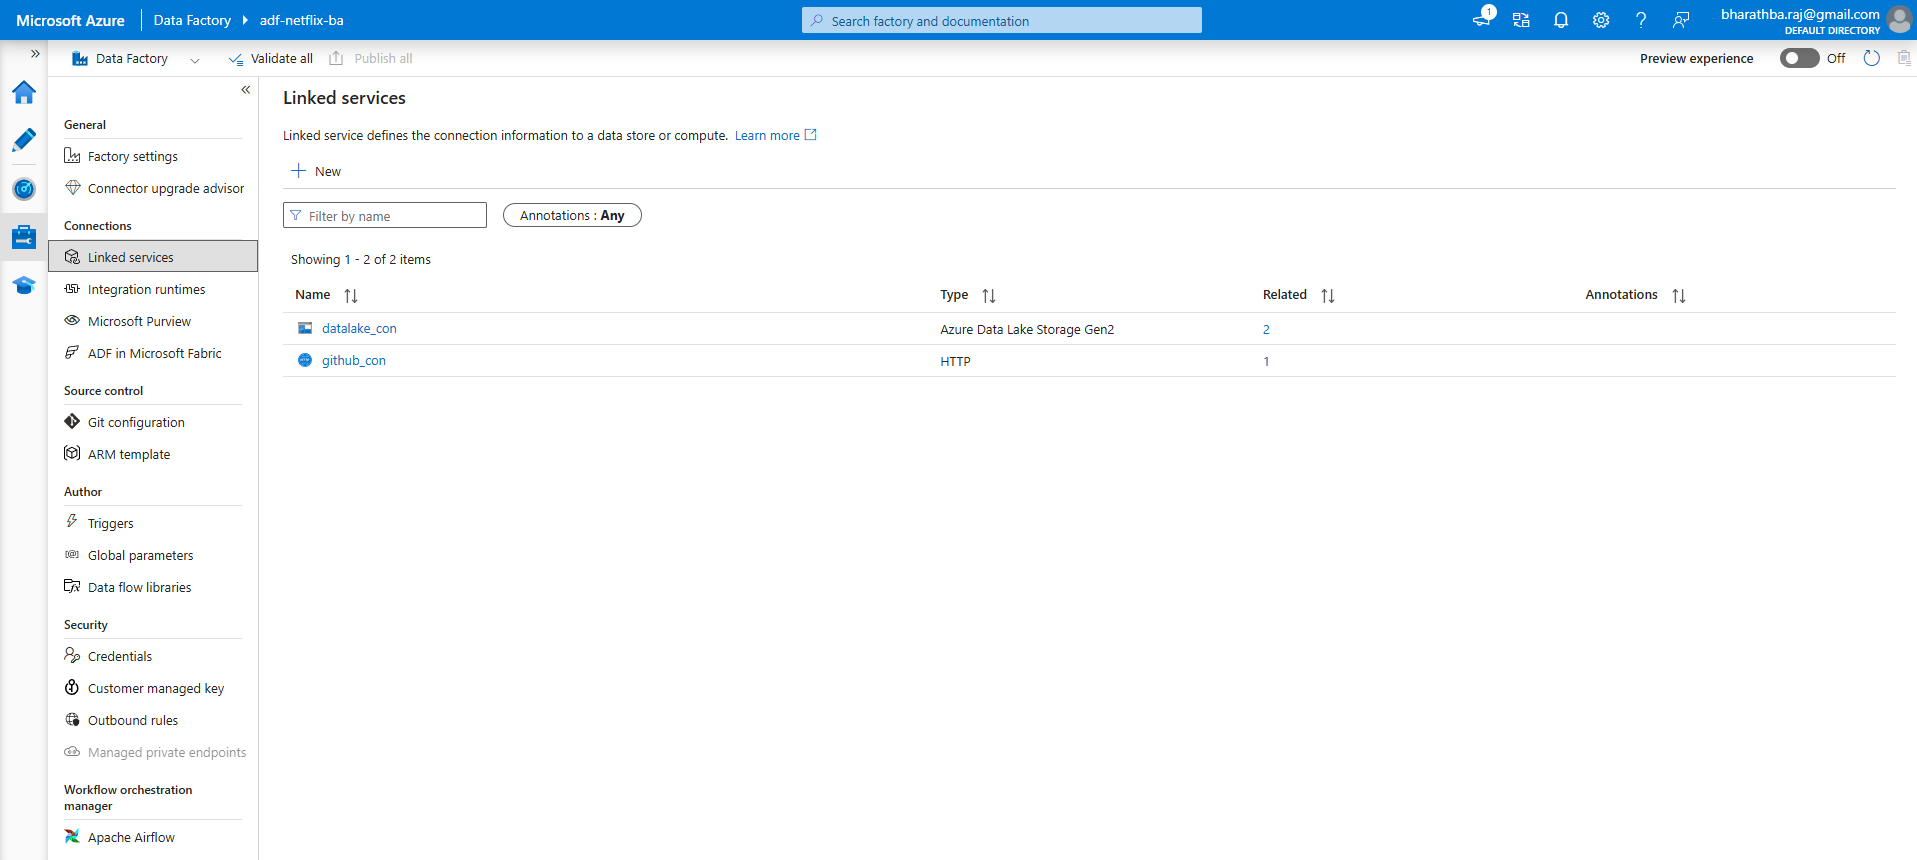 Microsoft Azure Data Factory adf-netflix-ba Search factory and documentation 1 bharathba.raj@gmail.com
DEFAULT DIRECTORY
Data Factory Validate all Publish all Preview experience Off
General
Factory settings
Connector upgrade advisor
Connections
Linked services
Integration runtimes
Microsoft Purview
ADF in Microsoft Fabric
Source control
Git configuration
ARM template
Author
Triggers
Global parameters
Data flow libraries
Security
Credentials
Customer managed key
Outbound rules
Managed private endpoints
Workflow orchestration
manager
Apache Airflow
Linked services
Linked service defines the connection information to a data store or compute. Learn more
New
Filter by name Annotations : Any
Showing 1 - 2 of 2 items
Name Type Related Annotations
datalake_con Azure Data Lake Storage Gen2 2
github_con HTTP 1